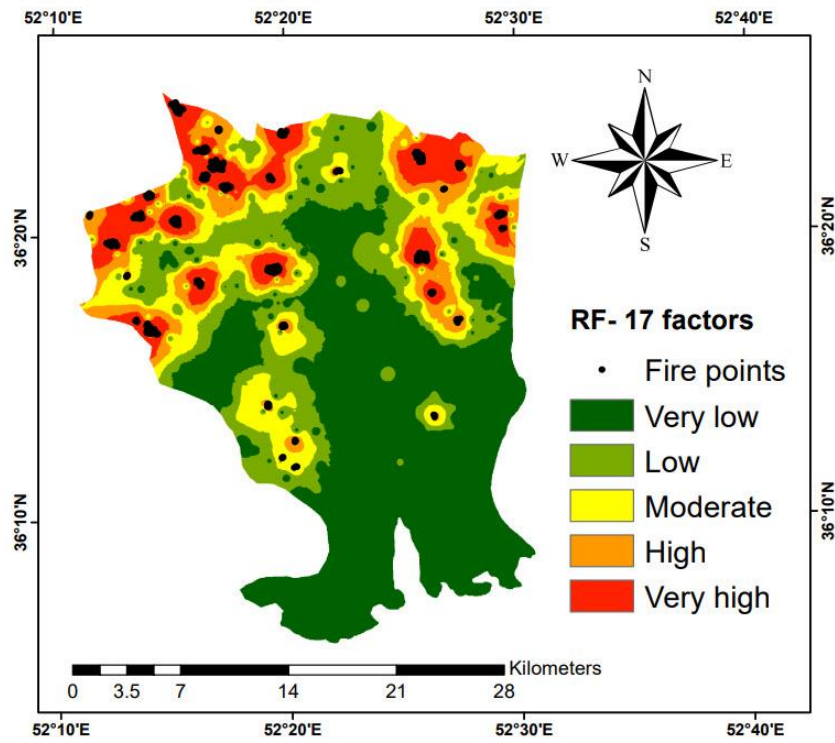 52°10'E 52°20'E 52°30'E 52°40'E
N
W E
S
36°20'N 36°20'N
RF- 17 factors
Fire points
Very low
Low
Moderate
High
Very high
36°10'N 36°10'N
Kilometers
0 3.5 7 14 21 28
52°10'E 52°20'E 52°30'E 52°40'E